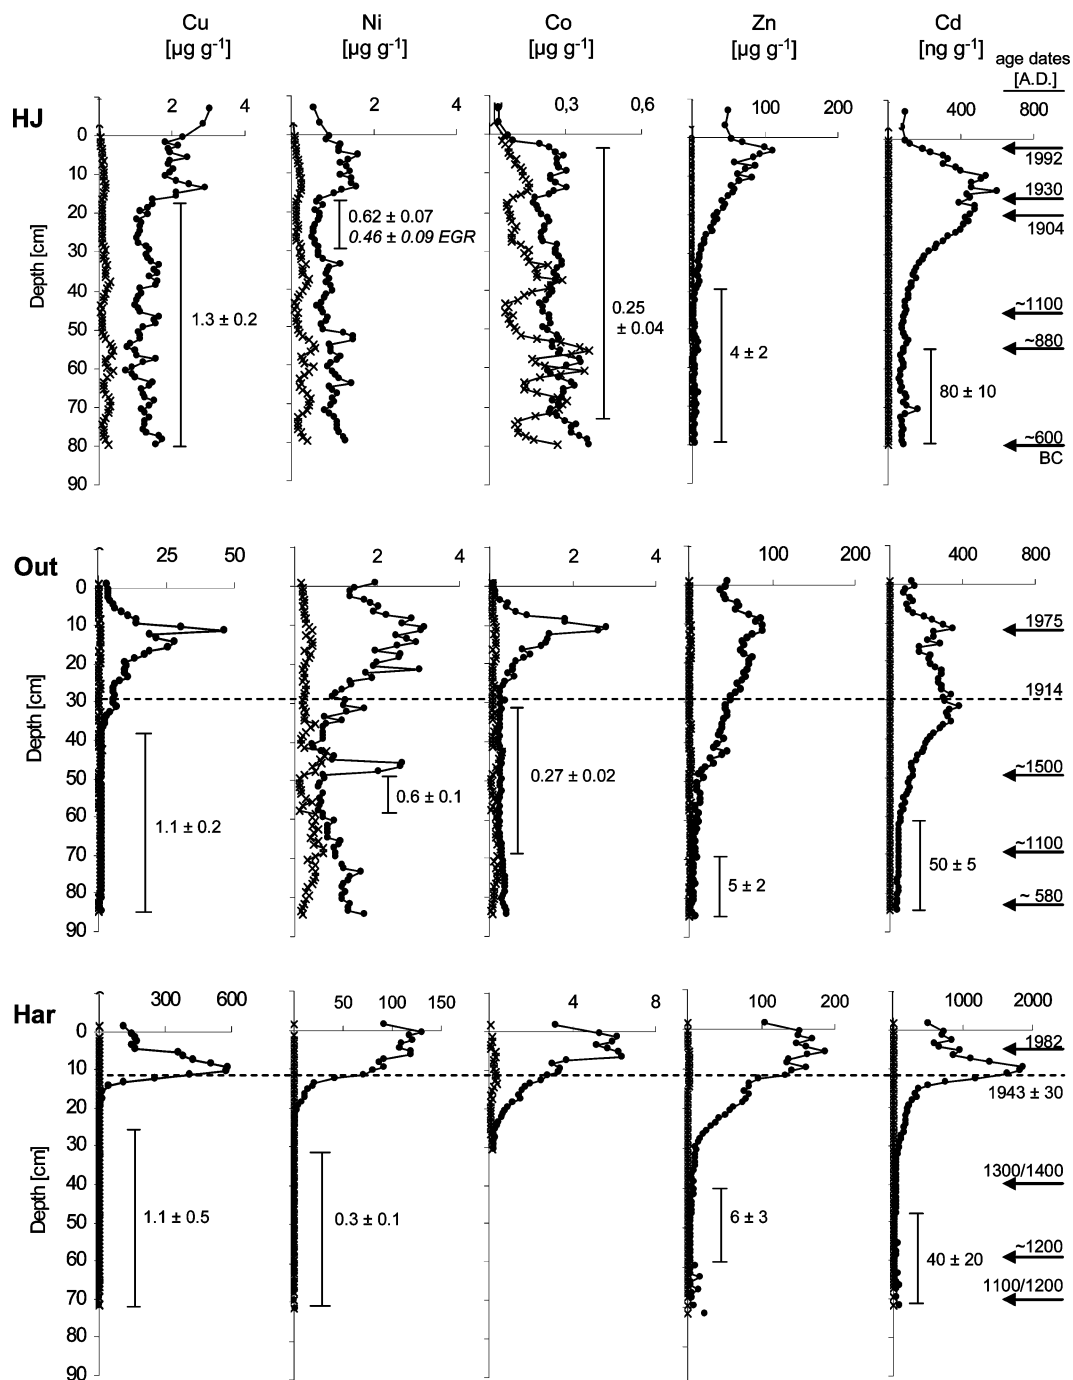 Cu Ni Co Zn Cd
[µg g-1] [µg g-1] [µg g-1] [µg g-1] [ng g-1]
age dates
[A.D.]
HJ
2 4 2 4 0,3 0,6 100 200 400 800
0
10
20
30
40
50
60
70
80
90
Depth [cm]
1.3 ± 0.2
0.62 ± 0.07
0.46 ± 0.09 EGR
0.25
± 0.04
4 ± 2
80 ± 10
1992
1930
1904
~1100
~880
~600
BC
Out
25 50 2 4 2 4 100 200 400 800
0
10
20
30
40
50
60
70
80
90
Depth [cm]
1.1 ± 0.2
0.6 ± 0.1
0.27 ± 0.02
5 ± 2
50 ± 5
1975
1914
~1500
~1100
~ 580
Har
300 600 50 100 150 4 8 100 200 1000 2000
0
10
20
30
40
50
60
70
80
90
Depth [cm]
1.1 ± 0.5
0.3 ± 0.1
6 ± 3
40 ± 20
1982
1943 ± 30
1300/1400
~1200
1100/1200